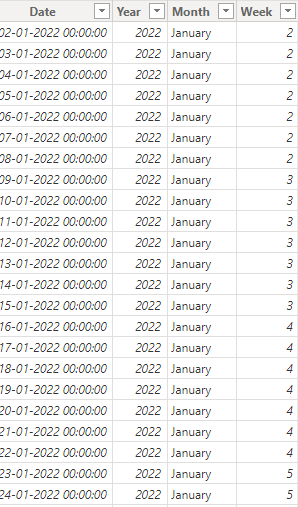 Date Year Month Week
02-01-2022 00:00:00 2022 January 2
03-01-2022 00:00:00 2022 January 2
04-01-2022 00:00:00 2022 January 2
05-01-2022 00:00:00 2022 January 2
06-01-2022 00:00:00 2022 January 2
07-01-2022 00:00:00 2022 January 2
08-01-2022 00:00:00 2022 January 2
09-01-2022 00:00:00 2022 January 3
10-01-2022 00:00:00 2022 January 3
11-01-2022 00:00:00 2022 January 3
12-01-2022 00:00:00 2022 January 3
13-01-2022 00:00:00 2022 January 3
14-01-2022 00:00:00 2022 January 3
15-01-2022 00:00:00 2022 January 3
16-01-2022 00:00:00 2022 January 4
17-01-2022 00:00:00 2022 January 4
18-01-2022 00:00:00 2022 January 4
19-01-2022 00:00:00 2022 January 4
20-01-2022 00:00:00 2022 January 4
21-01-2022 00:00:00 2022 January 4
22-01-2022 00:00:00 2022 January 4
23-01-2022 00:00:00 2022 January 5
24-01-2022 00:00:00 2022 January 5